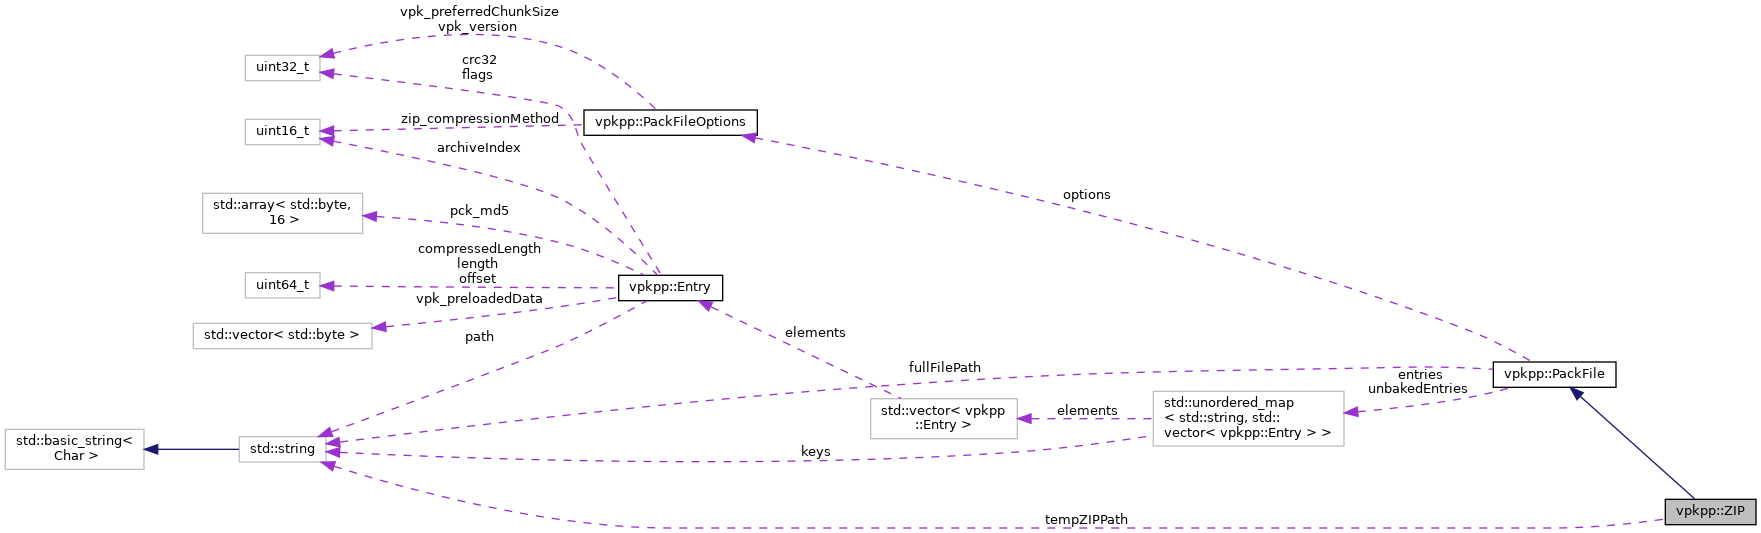 vpk_preferredChunkSize
vpk_version
uint32_t
crc32
flags
zip_compressionMethod
vpkpp::PackFileOptions
uint16_t
archiveIndex
options
std::array< std::byte,
16 >
pck_md5
compressedLength
length
offset
uint64_t
vpkpp::Entry
vpk_preloadedData
std::vector< std::byte >
path
elements
fullFilePath
entries
unbakedEntries
vpkpp::PackFile
std::vector< vpkpp
::Entry >
elements
std::unordered_map
< std::string, std::
vector< vpkpp::Entry > >
std::basic_string<
Char >
std::string
keys
tempZIPPath
vpkpp::ZIP